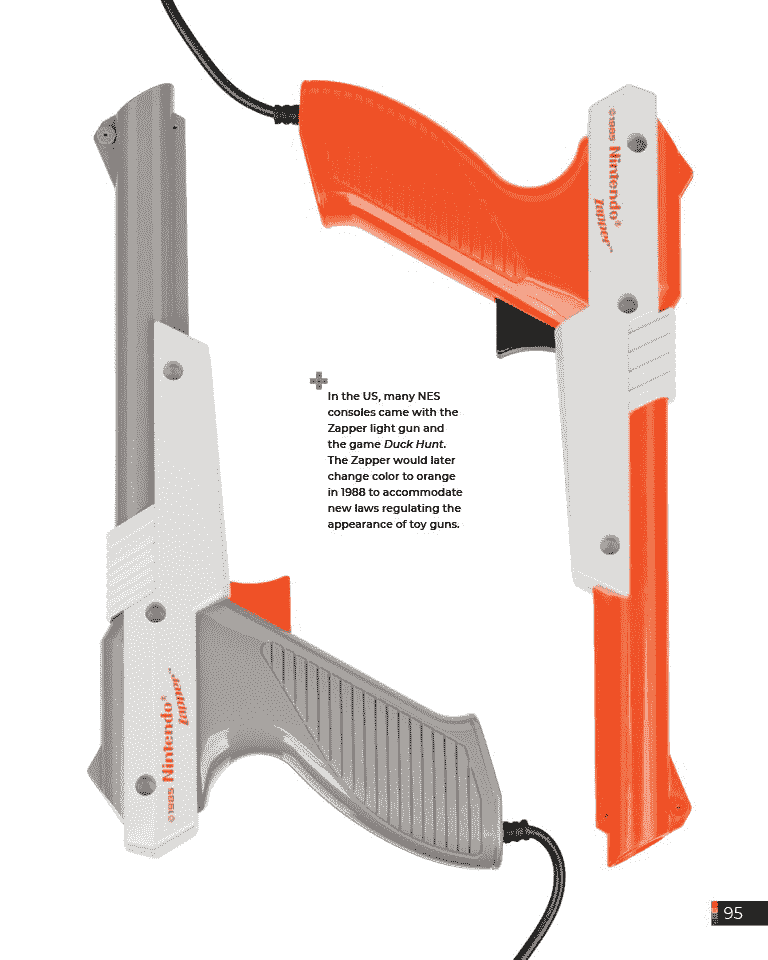 ©1985 Nintendo®
Zapper™
In the US, many NES
consoles came with the
Zapper light gun and
the game Duck Hunt.
The Zapper would later
change color to orange
in 1988 to accommodate
new laws regulating the
appearance of toy guns.
©1985 Nintendo®
Zapper™
95